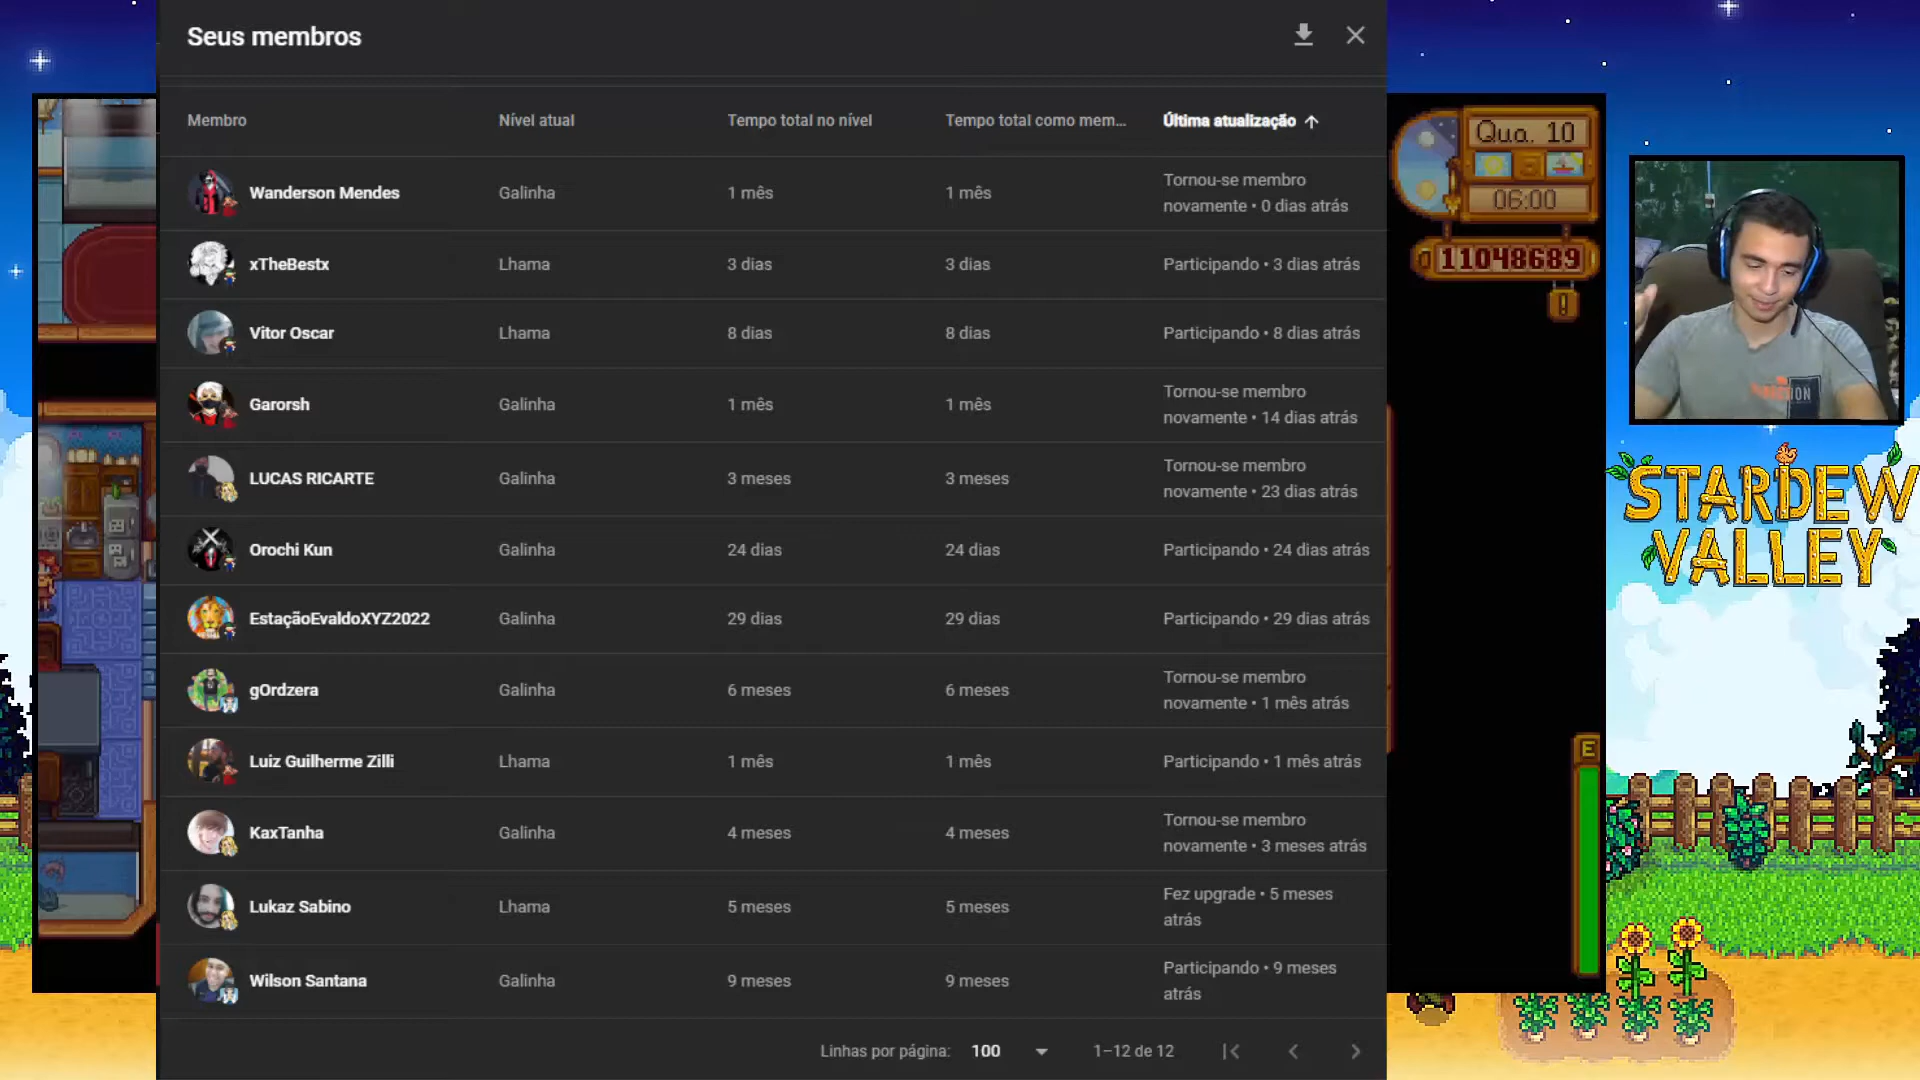 Seus membros
Membro
Nível atual
Tempo total no nível
Tempo total como mem...
Última atualização
Wanderson Mendes
Galinha
1 mês
1 mês
Tornou-se membro
novamente • 0 dias atrás
xTheBestx
Lhama
3 dias
3 dias
Participando • 3 dias atrás
Vitor Oscar
Lhama
8 dias
8 dias
Participando • 8 dias atrás
Garorsh
Galinha
1 mês
1 mês
Tornou-se membro
novamente • 14 dias atrás
LUCAS RICARTE
Galinha
3 meses
3 meses
Tornou-se membro
novamente • 23 dias atrás
Orochi Kun
Galinha
24 dias
24 dias
Participando • 24 dias atrás
EstaçãoEvaldoXYZ2022
Galinha
29 dias
29 dias
Participando • 29 dias atrás
gOrdzera
Galinha
6 meses
6 meses
Tornou-se membro
novamente • 1 mês atrás
Luiz Guilherme Zilli
Lhama
1 mês
1 mês
Participando • 1 mês atrás
KaxTanha
Galinha
4 meses
4 meses
Tornou-se membro
novamente • 3 meses atrás
Lukaz Sabino
Lhama
5 meses
5 meses
Fez upgrade • 5 meses
atrás
Wilson Santana
Galinha
9 meses
9 meses
Participando • 9 meses
atrás
Linhas por página:
100
1–12 de 12
Qua. 10
06:00
11048689
!
E
STARDEW
VALLEY